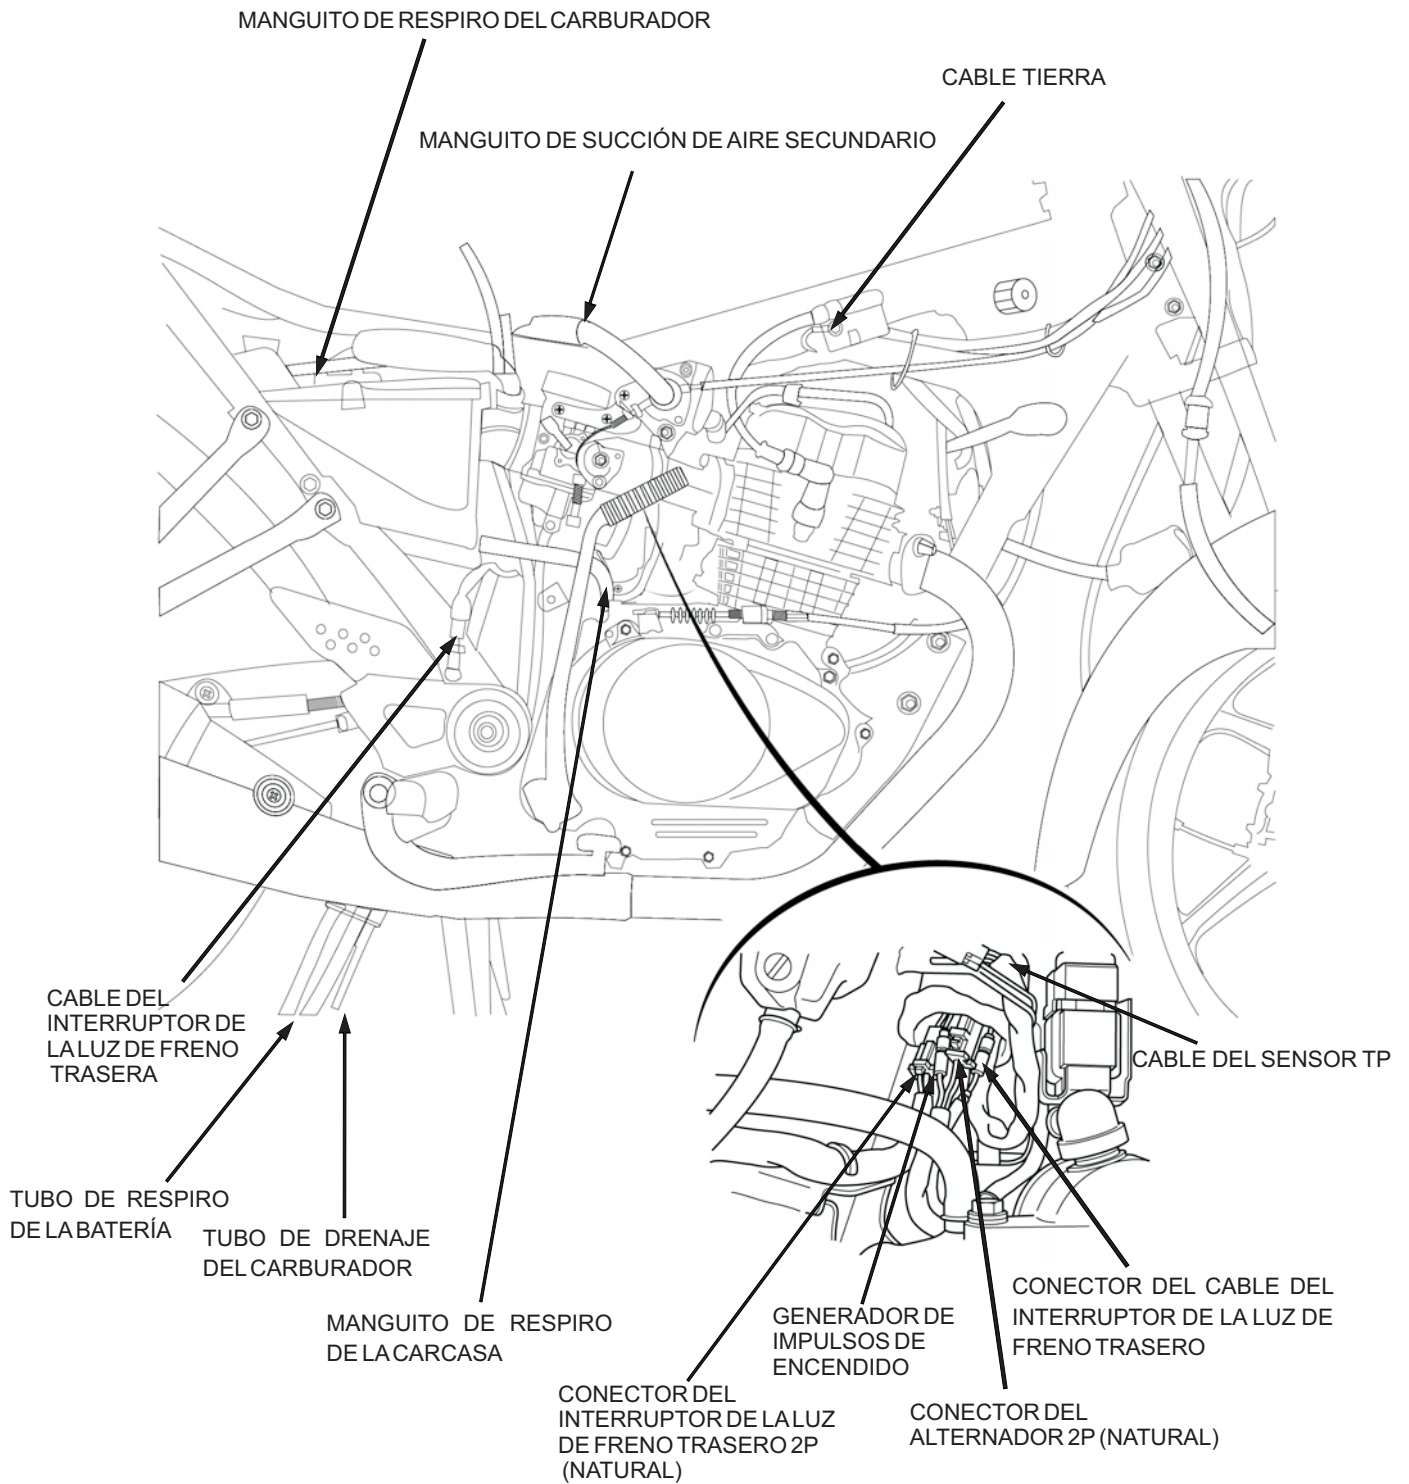 MANGUITO DE RESPIRO DEL CARBURADOR
CABLE TIERRA
MANGUITO DE SUCCIÓN DE AIRE SECUNDARIO
CABLE DEL
INTERRUPTOR DE
LA LUZ DE FRENO
TRASERA
CABLE DEL SENSOR TP
TUBO DE RESPIRO
DE LA BATERÍA
TUBO DE DRENAJE
DEL CARBURADOR
MANGUITO DE RESPIRO
DE LA CARCASA
GENERADOR DE
IMPULSOS DE
ENCENDIDO
CONECTOR DEL CABLE DEL
INTERRUPTOR DE LA LUZ DE
FRENO TRASERO
CONECTOR DEL
INTERRUPTOR DE LA LUZ
DE FRENO TRASERO 2P
(NATURAL)
CONECTOR DEL
ALTERNADOR 2P (NATURAL)